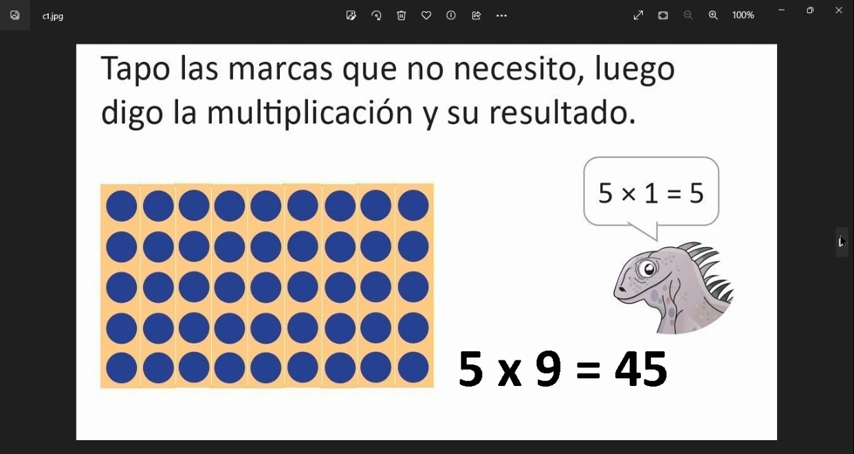 c1.jpg
100%
Tapo las marcas que no necesito, luego
digo la multiplicación y su resultado.
5 × 1 = 5
5 x 9 = 45